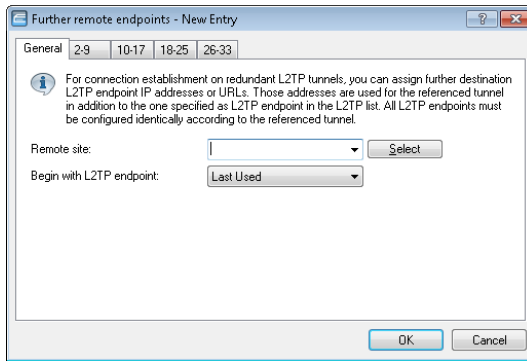 Further remote endpoints - New Entry
General 2-9 10-17 18-25 26-33
For connection establishment on redundant L2TP tunnels, you can assign further destination
L2TP endpoint IP addresses or URLs. Those addresses are used for the referenced tunnel
in addition to the one specified as L2TP endpoint in the L2TP list. All L2TP endpoints must
be configured identically according to the referenced tunnel.
Remote site: Select
Begin with L2TP endpoint: Last Used
OK Cancel